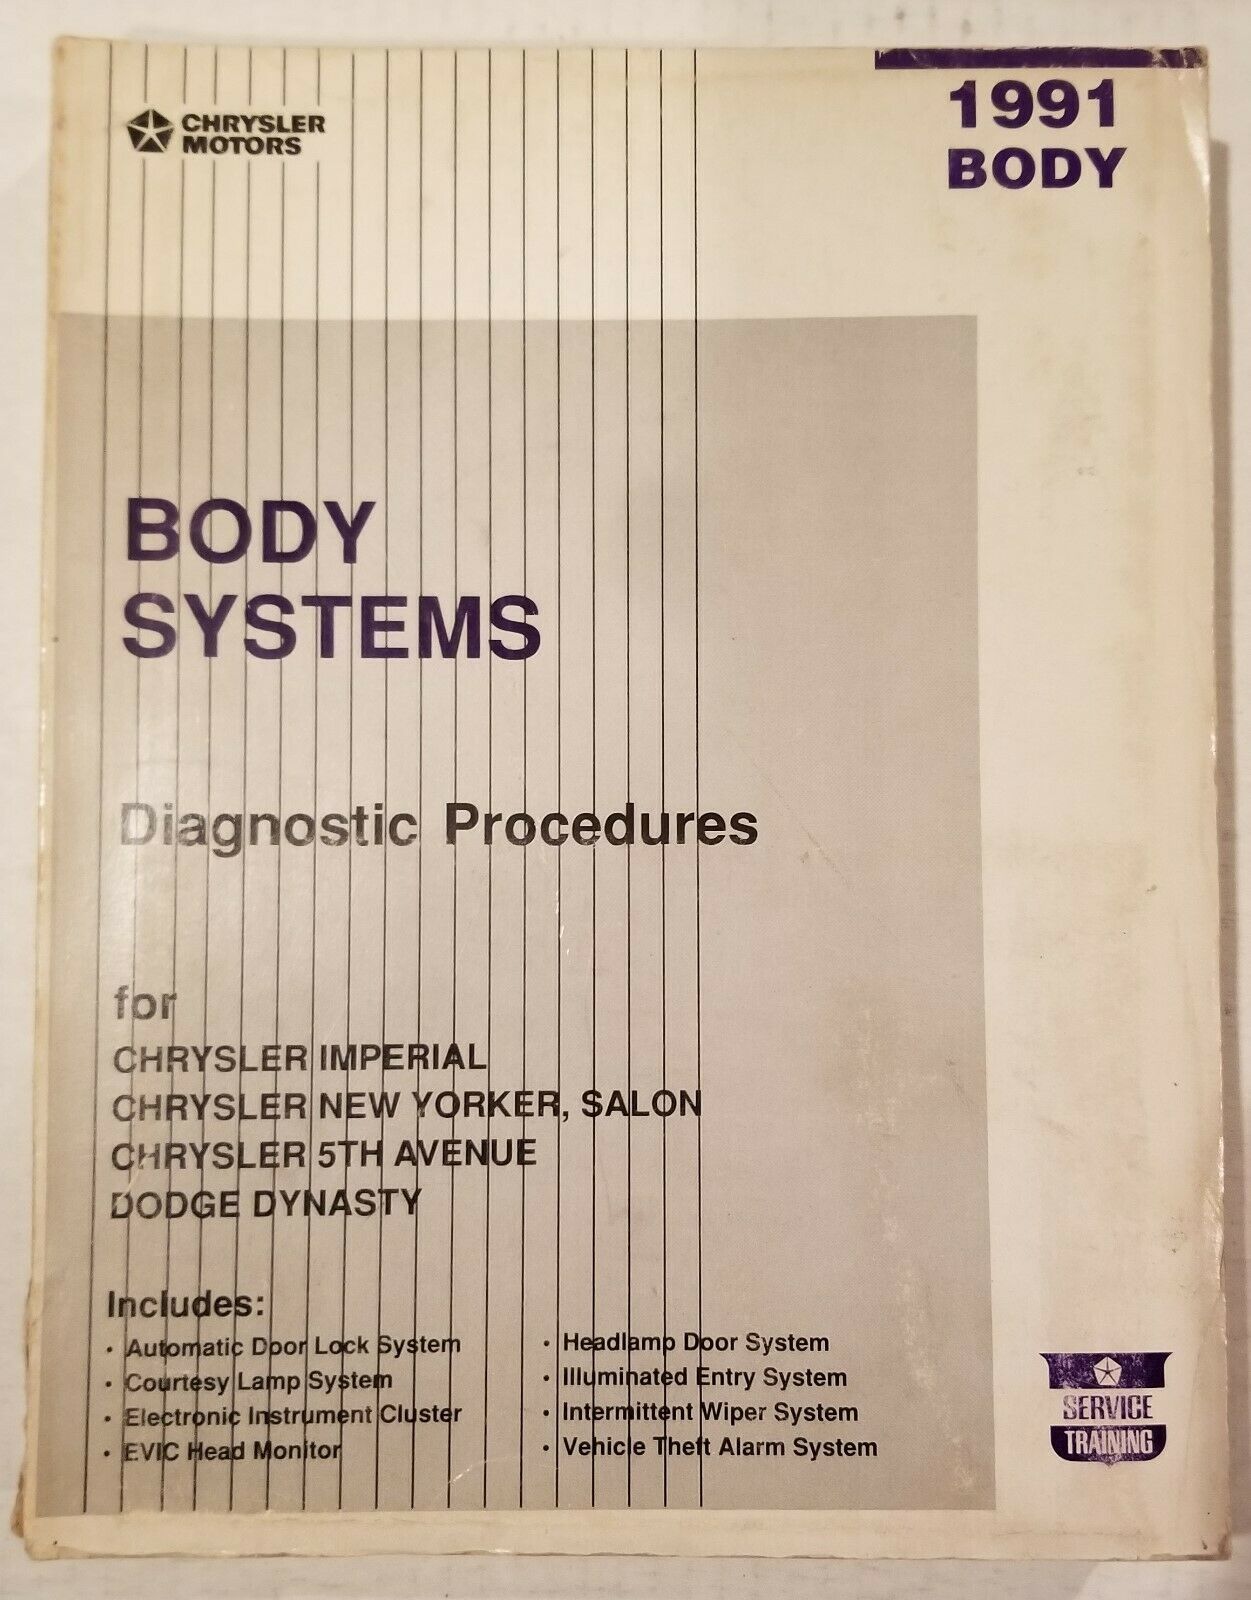 CHRYSLER
MOTORS
1991
BODY
BODY
SYSTEMS
Diagnostic Procedures
for
CHRYSLER IMPERIAL
CHRYSLER NEW YORKER, SALON
CHRYSLER 5TH AVENUE
DODGE DYNASTY
Includes:
• Automatic Door Lock System
• Courtesy Lamp System
• Electronic Instrument Cluster
• EVIC Head Monitor
• Headlamp Door System
• Illuminated Entry System
• Intermittent Wiper System
• Vehicle Theft Alarm System
SERVICE
TRAINING